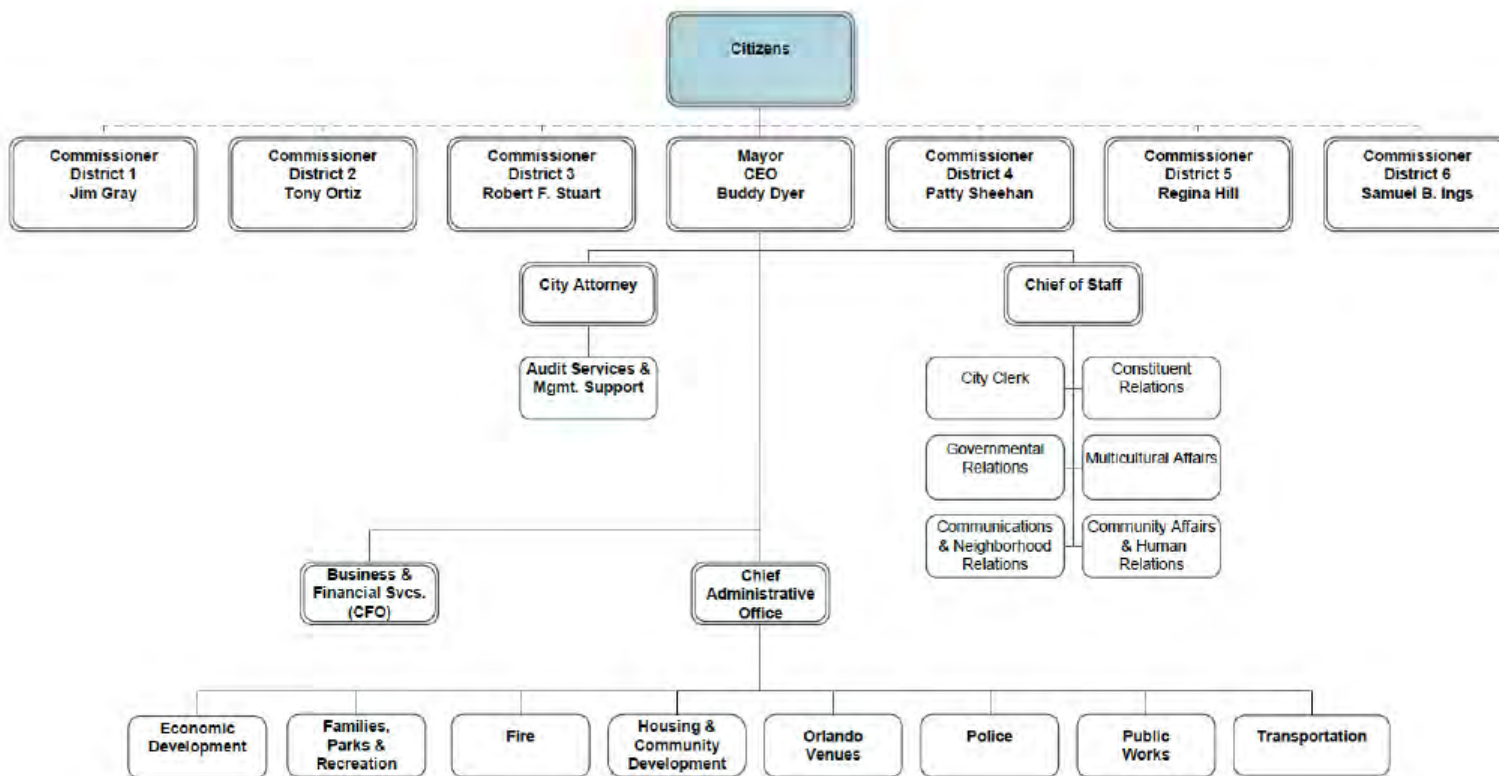 Citizens
Commissioner
District 1
Jim Gray
Commissioner
District 2
Tony Ortiz
Commissioner
District 3
Robert F. Stuart
Mayor
CEO
Buddy Dyer
Commissioner
District 4
Patty Sheehan
Commissioner
District 5
Regina Hill
Commissioner
District 6
Samuel B. Ings
City Attorney
Chief of Staff
Audit Services &
Mgmt. Support
City Clerk
Constituent
Relations
Governmental
Relations
Multicultural Affairs
Communications
& Neighborhood
Relations
Community Affairs
& Human
Relations
Business &
Financial Svcs.
(CFO)
Chief
Administrative
Office
Economic
Development
Families,
Parks &
Recreation
Fire
Housing &
Community
Development
Orlando
Venues
Police
Public
Works
Transportation